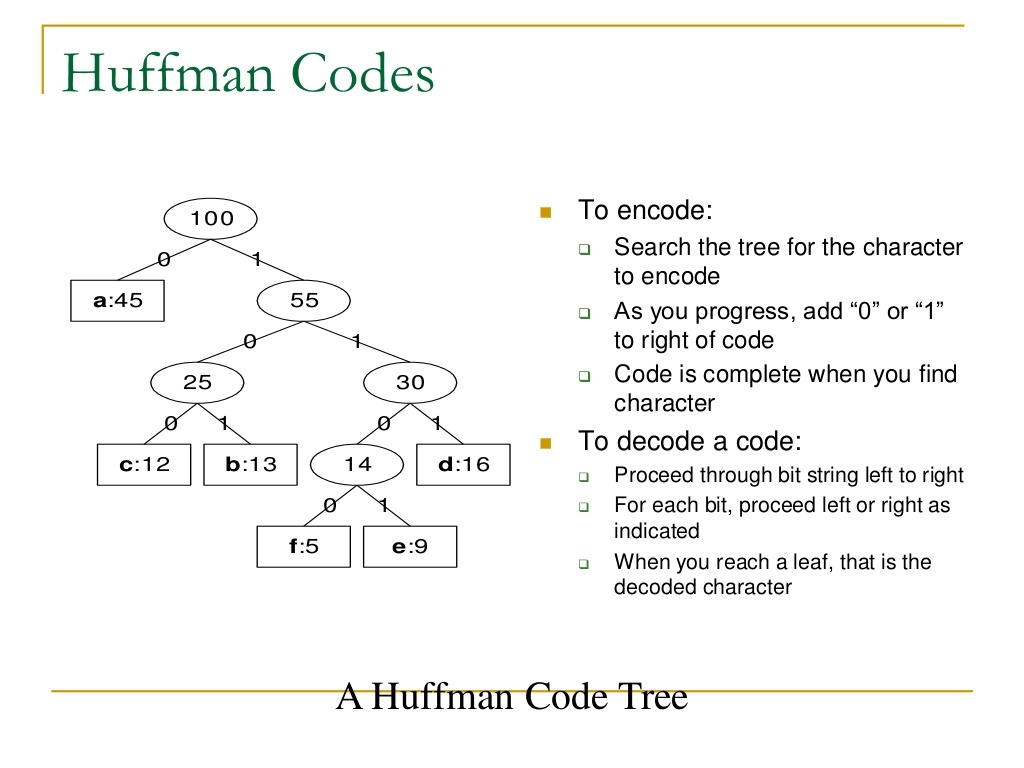 Huffman Codes
100
0 1
a:45 55
0 1
25 30
0 1 0 1
c:12 b:13 14 d:16
0 1
f:5 e:9
To encode:
Search the tree for the character
to encode
As you progress, add “0” or “1”
to right of code
Code is complete when you find
character
To decode a code:
Proceed through bit string left to right
For each bit, proceed left or right as
indicated
When you reach a leaf, that is the
decoded character
A Huffman Code Tree